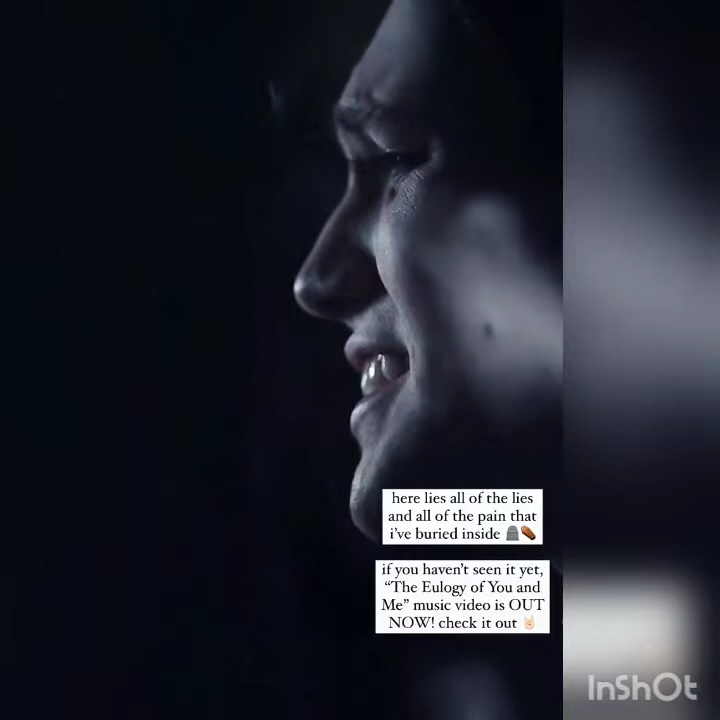 here lies all of the lies
and all of the pain that
i've buried inside 🪦⚰️
if you haven't seen it yet,
“The Eulogy of You and
Me” music video is OUT
NOW! check it out 🤘🏻
InShOt